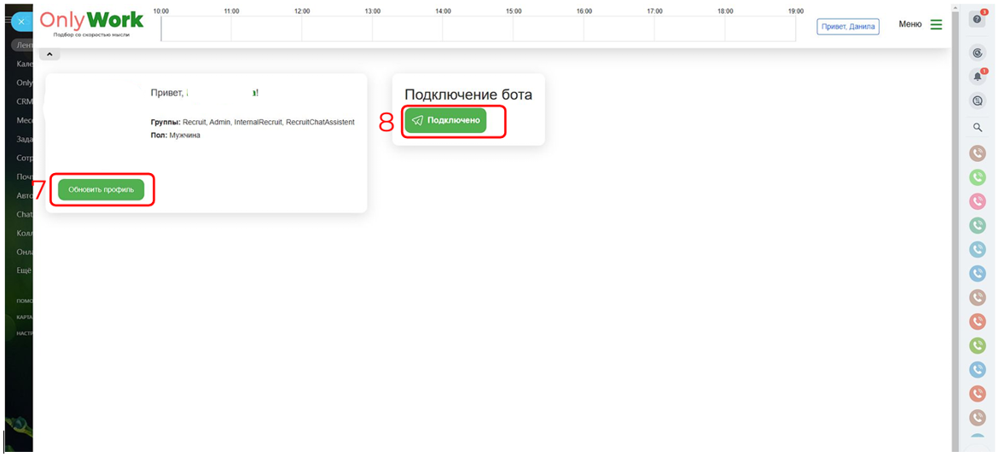 OnlyWork
Подбор со скоростью мысли
10:00 11:00 12:00 13:00 14:00 15:00 16:00 17:00 18:00 19:00
Привет, Данила
Меню
3
Лен
Кале
Only
CRM
Месс
Зада
Сотр
Почт
Авто
Chat
Колл
Онла
Ещё
ПОМО
КАРТА
НАСТР
Привет, !
Группы: Recruit, Admin, InternalRecruit, RecruitChatAssistent
Пол: Мужчина
7
Обновить профиль
Подключение бота
8
Подключено
1